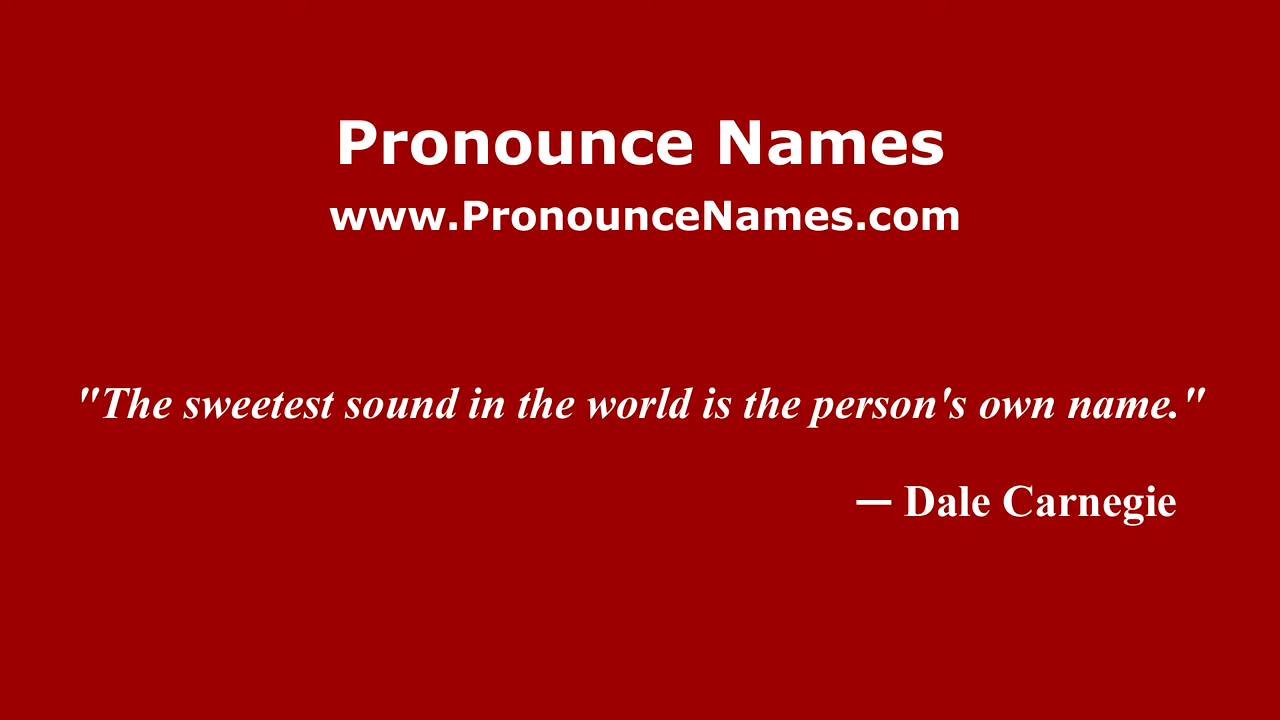 Pronounce Names
www.PronounceNames.com
"The sweetest sound in the world is the person's own name."
— Dale Carnegie